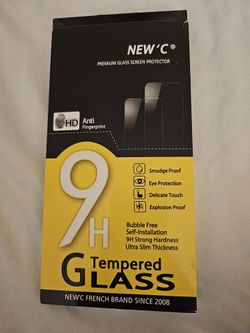 NEW'C®
PREMIUM GLASS SCREEN PROTECTOR
HD
Anti
Fingerprint
9H
Smudge Proof
Eye Protection
Delicate Touch
Explosion Proof
Bubble Free
Self-installation
9H Strong Hardness
Ultra Slim Thickness
Tempered
GLASS
NEW'C FRENCH BRAND SINCE 2008